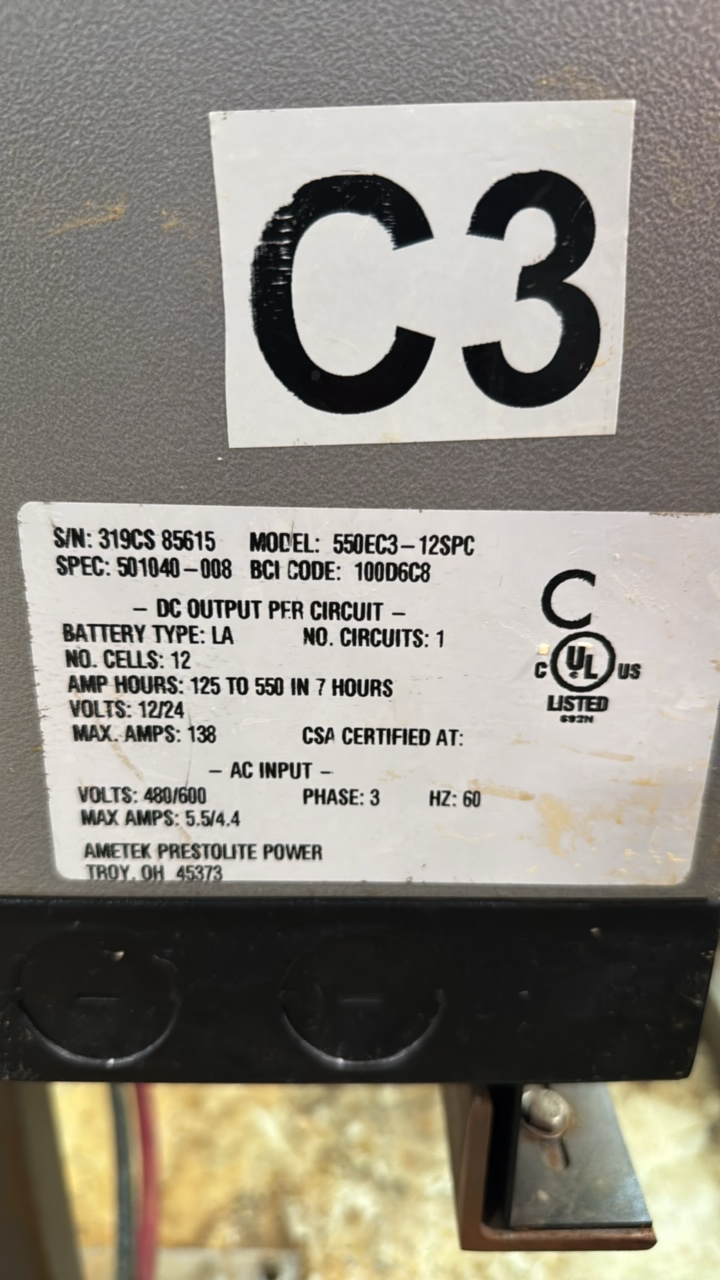 C3
S/N: 319CS 85615 MODEL: 550EC3-12SPC
SPEC: 501040-008 BCI CODE: 100D6C8
- DC OUTPUT PER CIRCUIT -
BATTERY TYPE: LA NO. CIRCUITS: 1
NO. CELLS: 12
AMP HOURS: 125 TO 550 IN 7 HOURS
VOLTS: 12/24
MAX. AMPS: 138 CSA CERTIFIED AT:
- AC INPUT -
VOLTS: 480/600 PHASE: 3 HZ: 60
MAX AMPS: 5.5/4.4
AMETEK PRESTOLITE POWER
TROY, OH 45373
C
C UL US
LISTED
692N